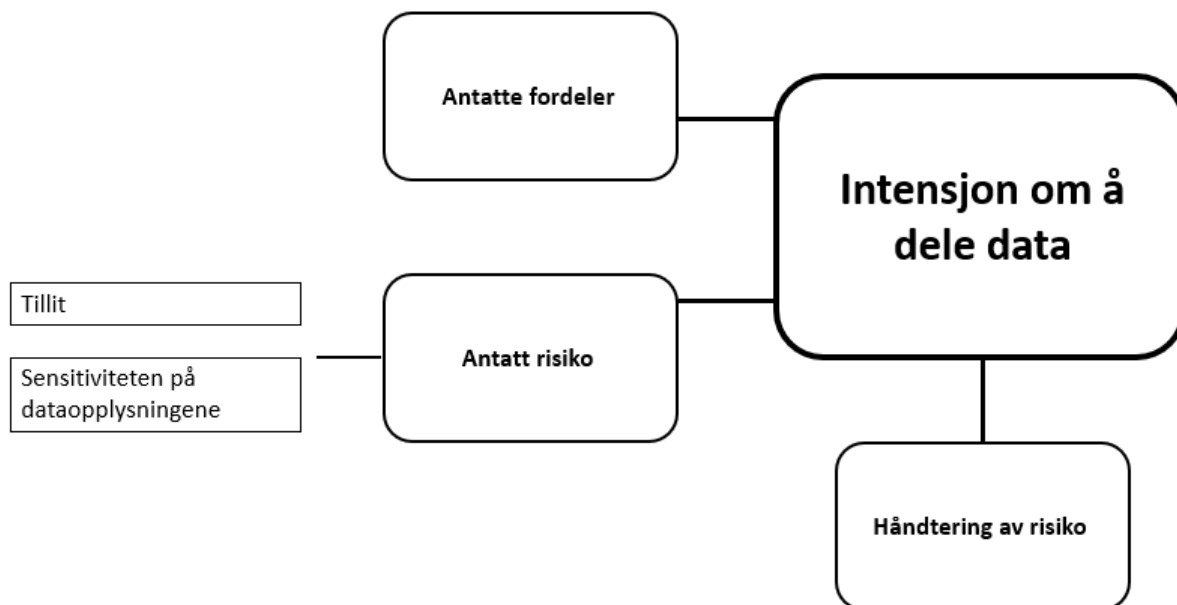 Antatte fordeler
Intensjon om å
dele data
Tillit
Antatt risiko
Sensitiviteten på
dataopplysningene
Håndtering av risiko